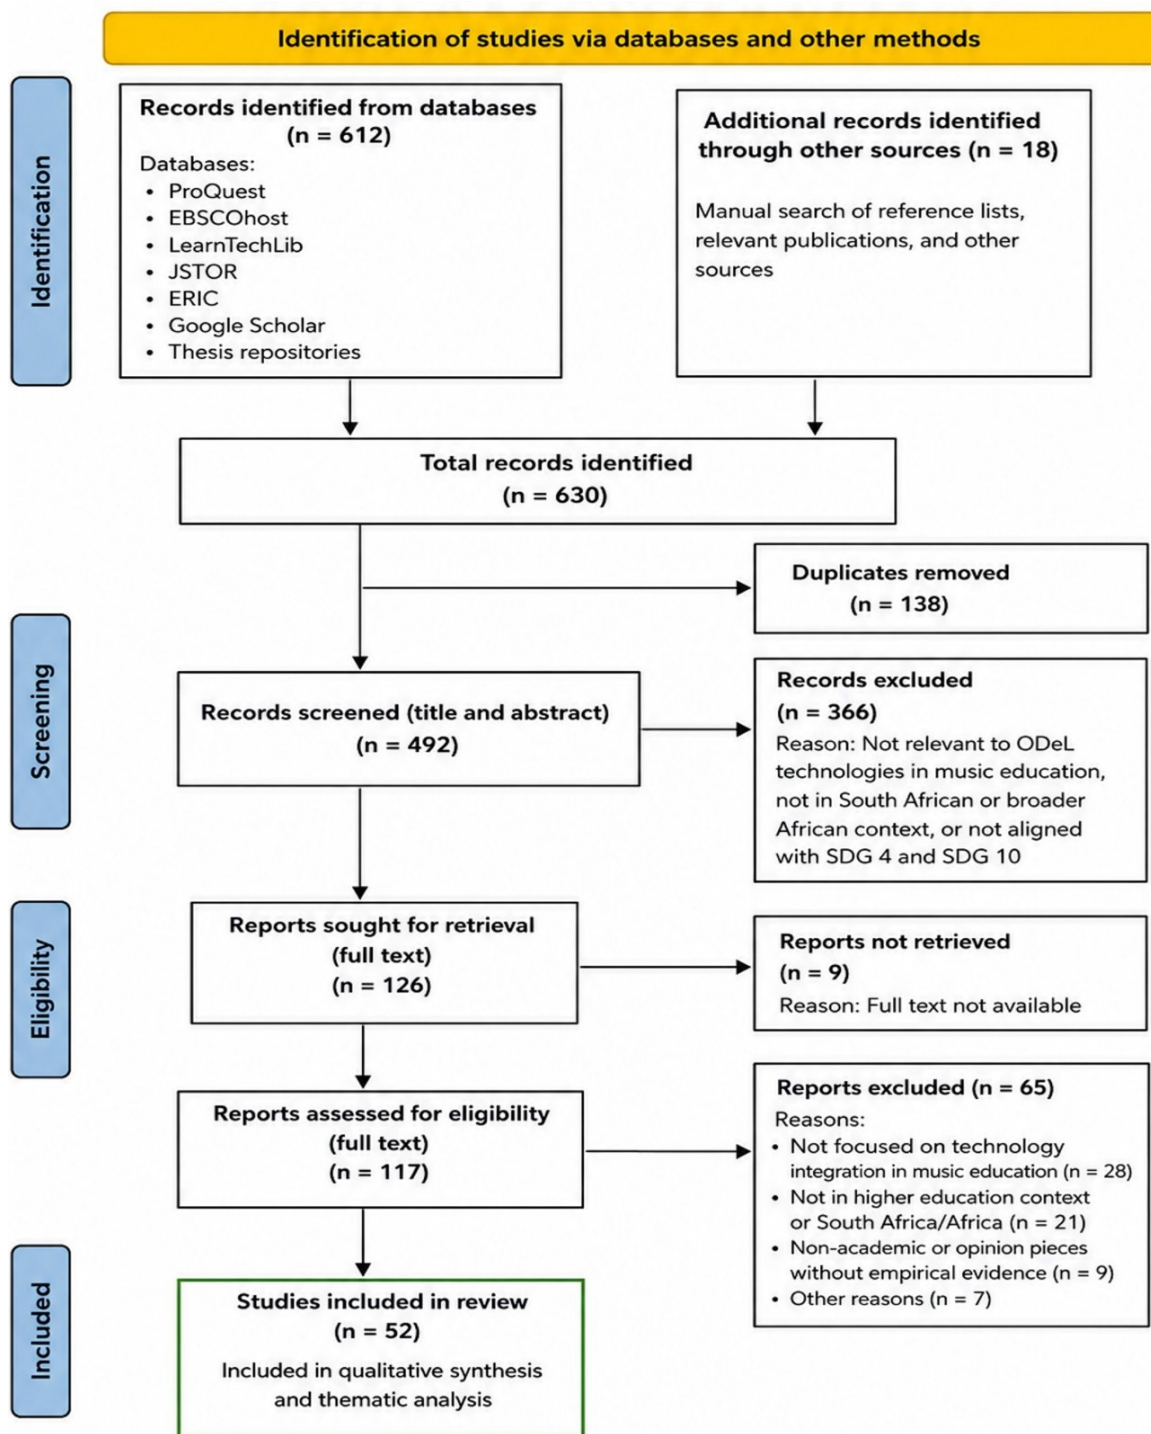 Identification of studies via databases and other methods
Identification
Records identified from databases
(n = 612)
Databases:
• ProQuest
• EBSCOhost
• LearnTechLib
• JSTOR
• ERIC
• Google Scholar
• Thesis repositories
Additional records identified
through other sources (n = 18)
Manual search of reference lists,
relevant publications, and other
sources
Total records identified
(n = 630)
Duplicates removed
(n = 138)
Screening
Records screened (title and abstract)
(n = 492)
Records excluded
(n = 366)
Reason: Not relevant to ODeL
technologies in music education,
not in South African or broader
African context, or not aligned
with SDG 4 and SDG 10
Eligibility
Reports sought for retrieval
(full text)
(n = 126)
Reports not retrieved
(n = 9)
Reason: Full text not available
Reports assessed for eligibility
(full text)
(n = 117)
Reports excluded (n = 65)
Reasons:
• Not focused on technology
integration in music education (n = 28)
• Not in higher education context
or South Africa/Africa (n = 21)
• Non-academic or opinion pieces
without empirical evidence (n = 9)
• Other reasons (n = 7)
Included
Studies included in review
(n = 52)
Included in qualitative synthesis
and thematic analysis